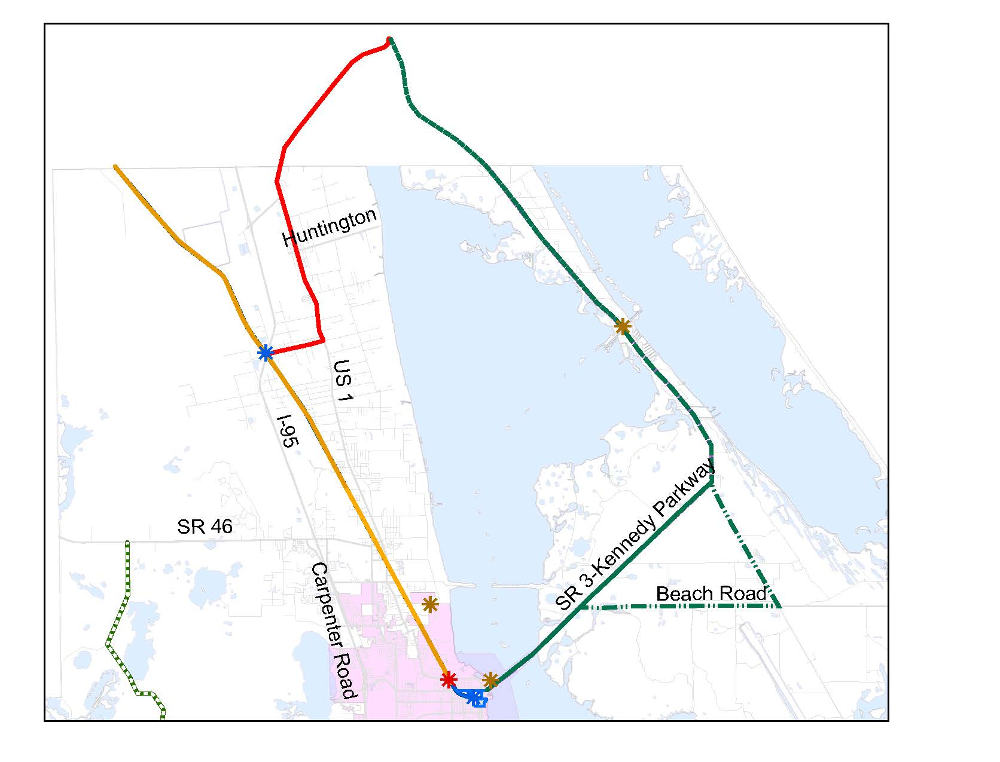 Huntington
US 1
I-95
SR 3-Kennedy Parkway
SR 46
Carpenter Road
Beach Road